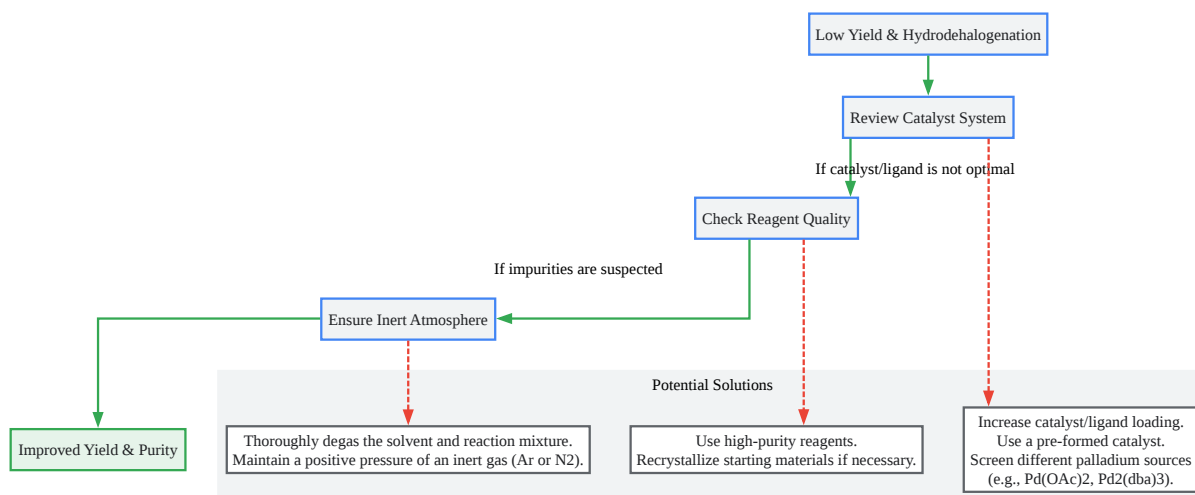 Low Yield & Hydrodehalogenation
Review Catalyst System
If catalyst/ligand is not optimal
Check Reagent Quality
If impurities are suspected
Ensure Inert Atmosphere
Potential Solutions
Improved Yield & Purity
Thoroughly degas the solvent and reaction mixture.
Maintain a positive pressure of an inert gas (Ar or N2).
Use high-purity reagents.
Recrystallize starting materials if necessary.
Increase catalyst/ligand loading.
Use a pre-formed catalyst.
Screen different palladium sources
(e.g., Pd(OAc)2, Pd2(dba)3).